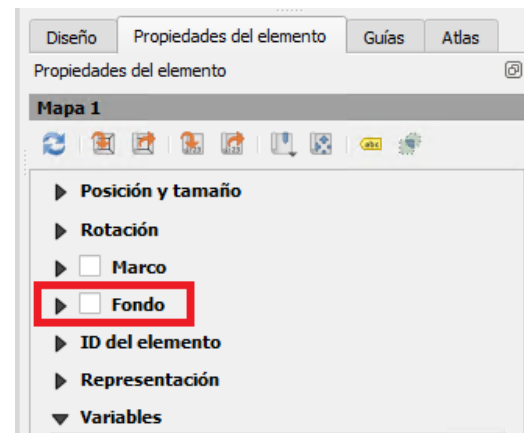 Diseño Propiedades del elemento Guías Atlas
Propiedades del elemento
Mapa 1
Posición y tamaño
Rotación
Marco
Fondo
ID del elemento
Representación
Variables